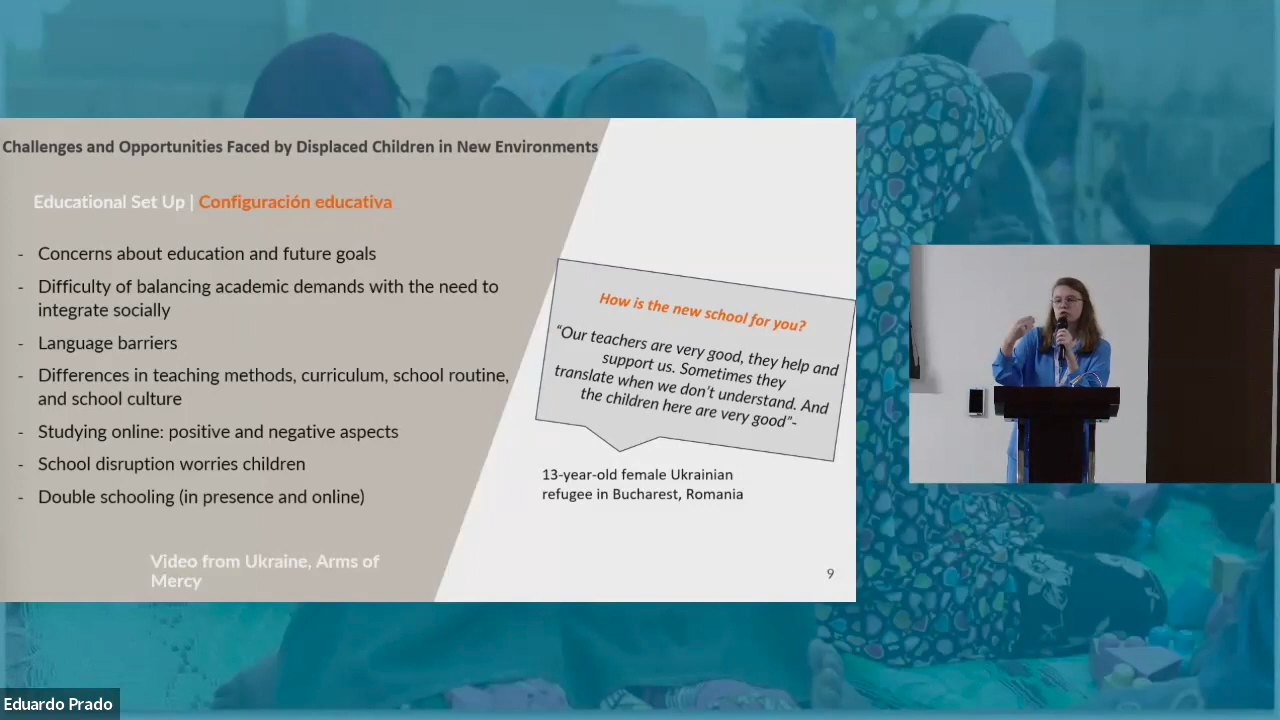 Challenges and Opportunities Faced by Displaced Children in New Environments
Educational Set Up | Configuración educativa
- Concerns about education and future goals
- Difficulty of balancing academic demands with the need to
integrate socially
- Language barriers
- Differences in teaching methods, curriculum, school routine,
and school culture
- Studying online: positive and negative aspects
- School disruption worries children
- Double schooling (in presence and online)
Video from Ukraine, Arms of
Mercy
How is the new school for you?
“Our teachers are very good, they help and
support us. Sometimes they
translate when we don’t understand. And
the children here are very good”-
13-year-old female Ukrainian
refugee in Bucharest, Romania
9
Eduardo Prado